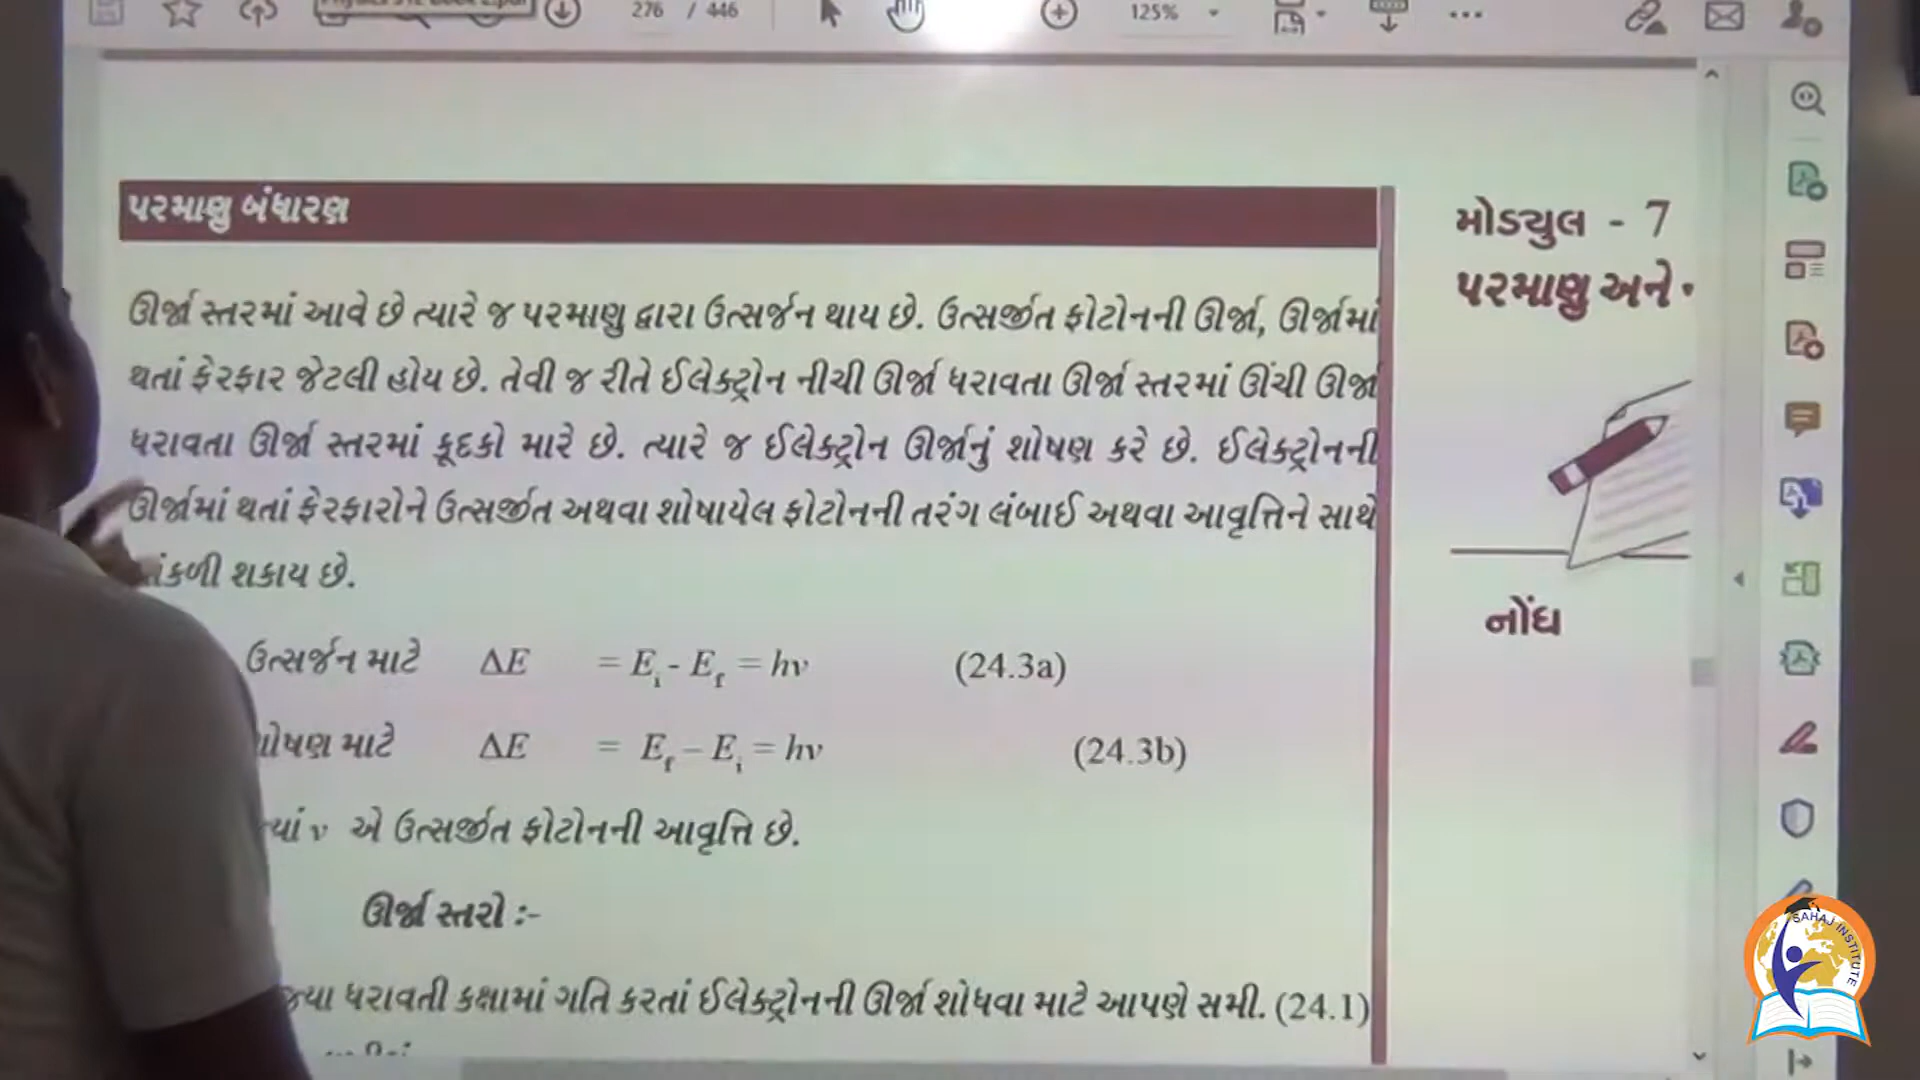 276 / 446
125%
પરમાણુ બંધારણ
ઊર્જા સ્તરમાં આવે છે ત્યારે જ પરમાણુ દ્વારા ઉત્સર્જન થાય છે. ઉત્સર્જીત ફોટોનની ઊર્જા, ઊર્જામાં
થતાં ફેરફાર જેટલી હોય છે. તેવી જ રીતે ઈલેક્ટ્રોન નીચી ઊર્જા ધરાવતા ઊર્જા સ્તરમાં ઊંચી ઊર્જા
ધરાવતા ઊર્જા સ્તરમાં કૂદકો મારે છે. ત્યારે જ ઈલેક્ટ્રોન ઊર્જાનું શોષણ કરે છે. ઈલેક્ટ્રોનની
ઊર્જામાં થતાં ફેરફારોને ઉત્સર્જીત અથવા શોષાયેલ ફોટોનની તરંગ લંબાઈ અથવા આવૃત્તિને સાથે
શકાય છે.
ઉત્સર્જન માટે ΔE = Ei - Ef = hν (24.3a)
માટે ΔE = Ef – Ei = hν (24.3b)
ν એ ઉત્સર્જીત ફોટોનની આવૃત્તિ છે.
ઊર્જા સ્તરો :-
ધરાવતી કક્ષામાં ગતિ કરતાં ઈલેક્ટ્રોનની ઊર્જા શોધવા માટે આપણે સમી. (24.1)
મોડ્યુલ - 7
પરમાણુ અને
નોંધ
SAHAJ INSTITUTE